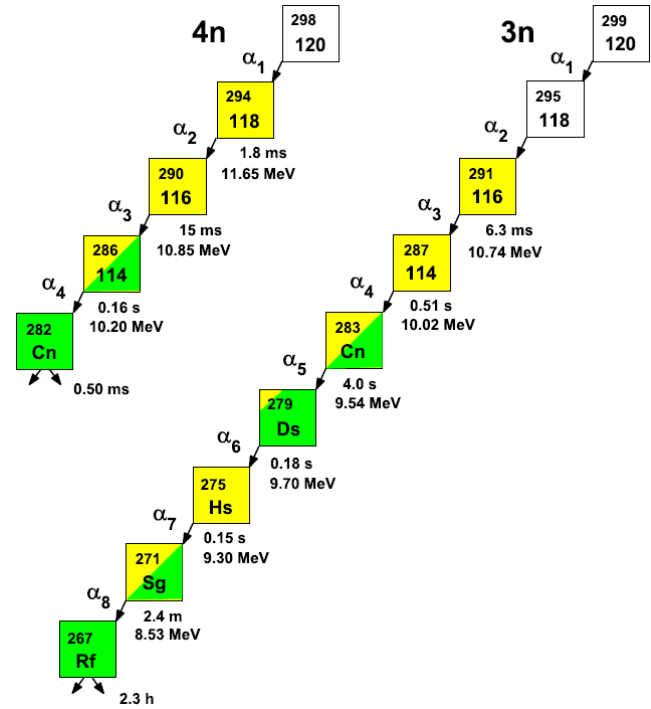 4n
298
120
α1
294
118
1.8 ms
11.65 MeV
α2
290
116
15 ms
10.85 MeV
α3
286
114
0.16 s
10.20 MeV
α4
282
Cn
0.50 ms
3n
299
120
α1
295
118
α2
291
116
6.3 ms
10.74 MeV
α3
287
114
0.51 s
10.02 MeV
α4
283
Cn
4.0 s
9.54 MeV
α5
279
Ds
0.18 s
9.70 MeV
α6
275
Hs
0.15 s
9.30 MeV
α7
271
Sg
2.4 m
8.53 MeV
α8
267
Rf
2.3 h